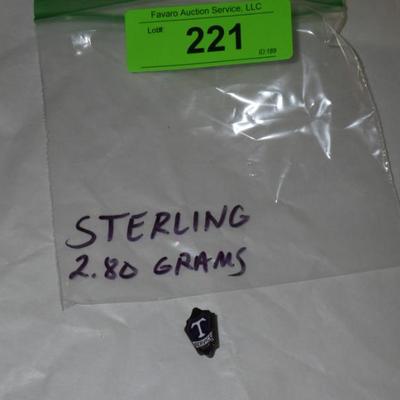 Favaro Auction Service, LLC
Lot#: 221 ID:189
STERLING
2.80 GRAMS
T